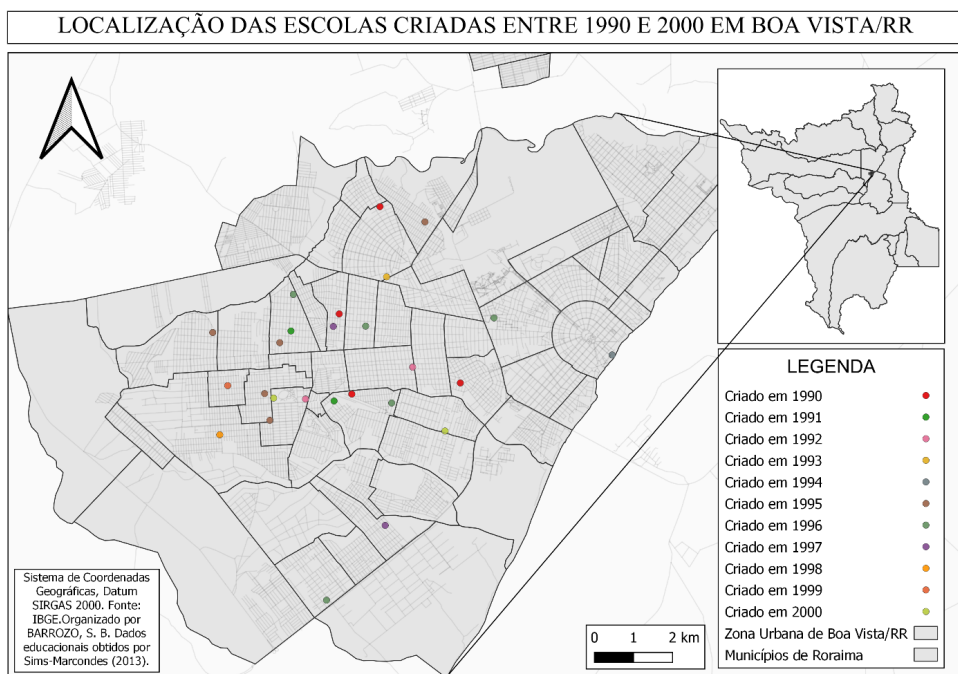 LOCALIZAÇÃO DAS ESCOLAS CRIADAS ENTRE 1990 E 2000 EM BOA VISTA/RR
LEGENDA
Criado em 1990
Criado em 1991
Criado em 1992
Criado em 1993
Criado em 1994
Criado em 1995
Criado em 1996
Criado em 1997
Criado em 1998
Criado em 1999
Criado em 2000
Zona Urbana de Boa Vista/RR
Municípios de Roraima
Sistema de Coordenadas
Geográficas, Datum
SIRGAS 2000. Fonte:
IBGE.Organizado por
BARROZO, S. B. Dados
educacionais obtidos por
Sims-Marcondes (2013).
0 1 2 km